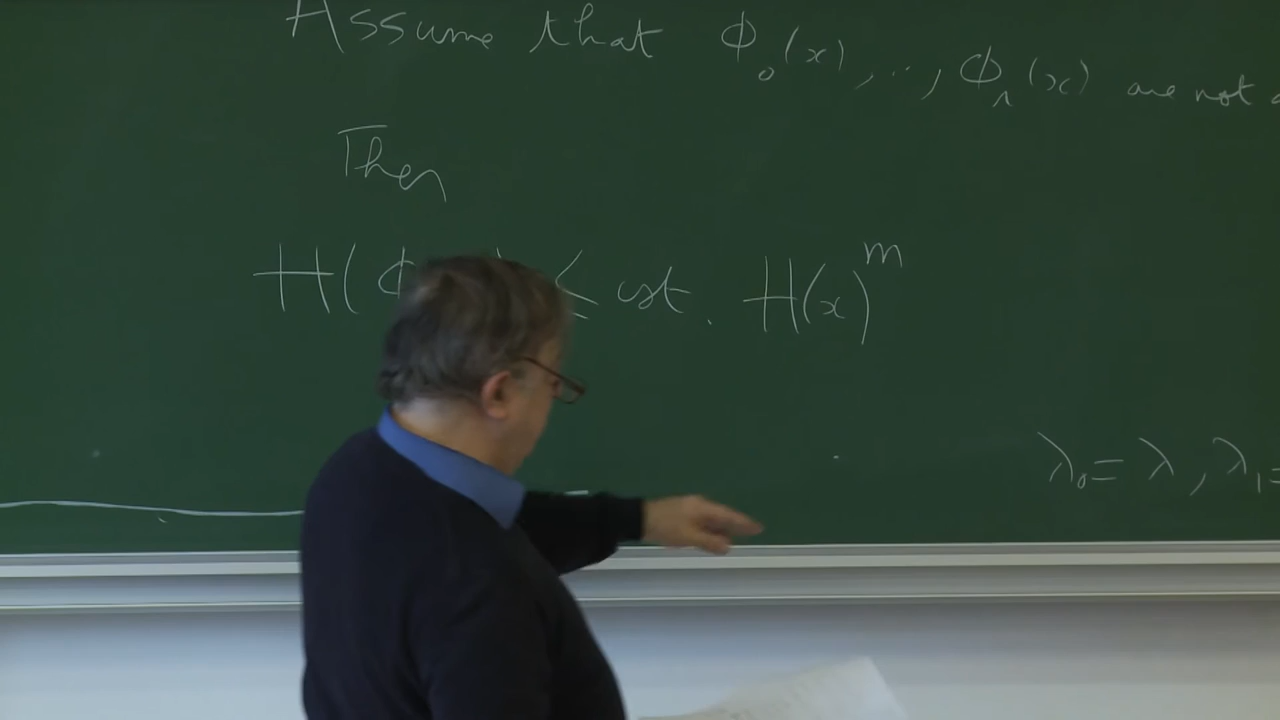 Assume that Φ₀(x), ..., Φₙ(x) are not
Then
H(Φ ) ≤ cst. H(x)ᵐ
λ₀ = λ, λ₁ =